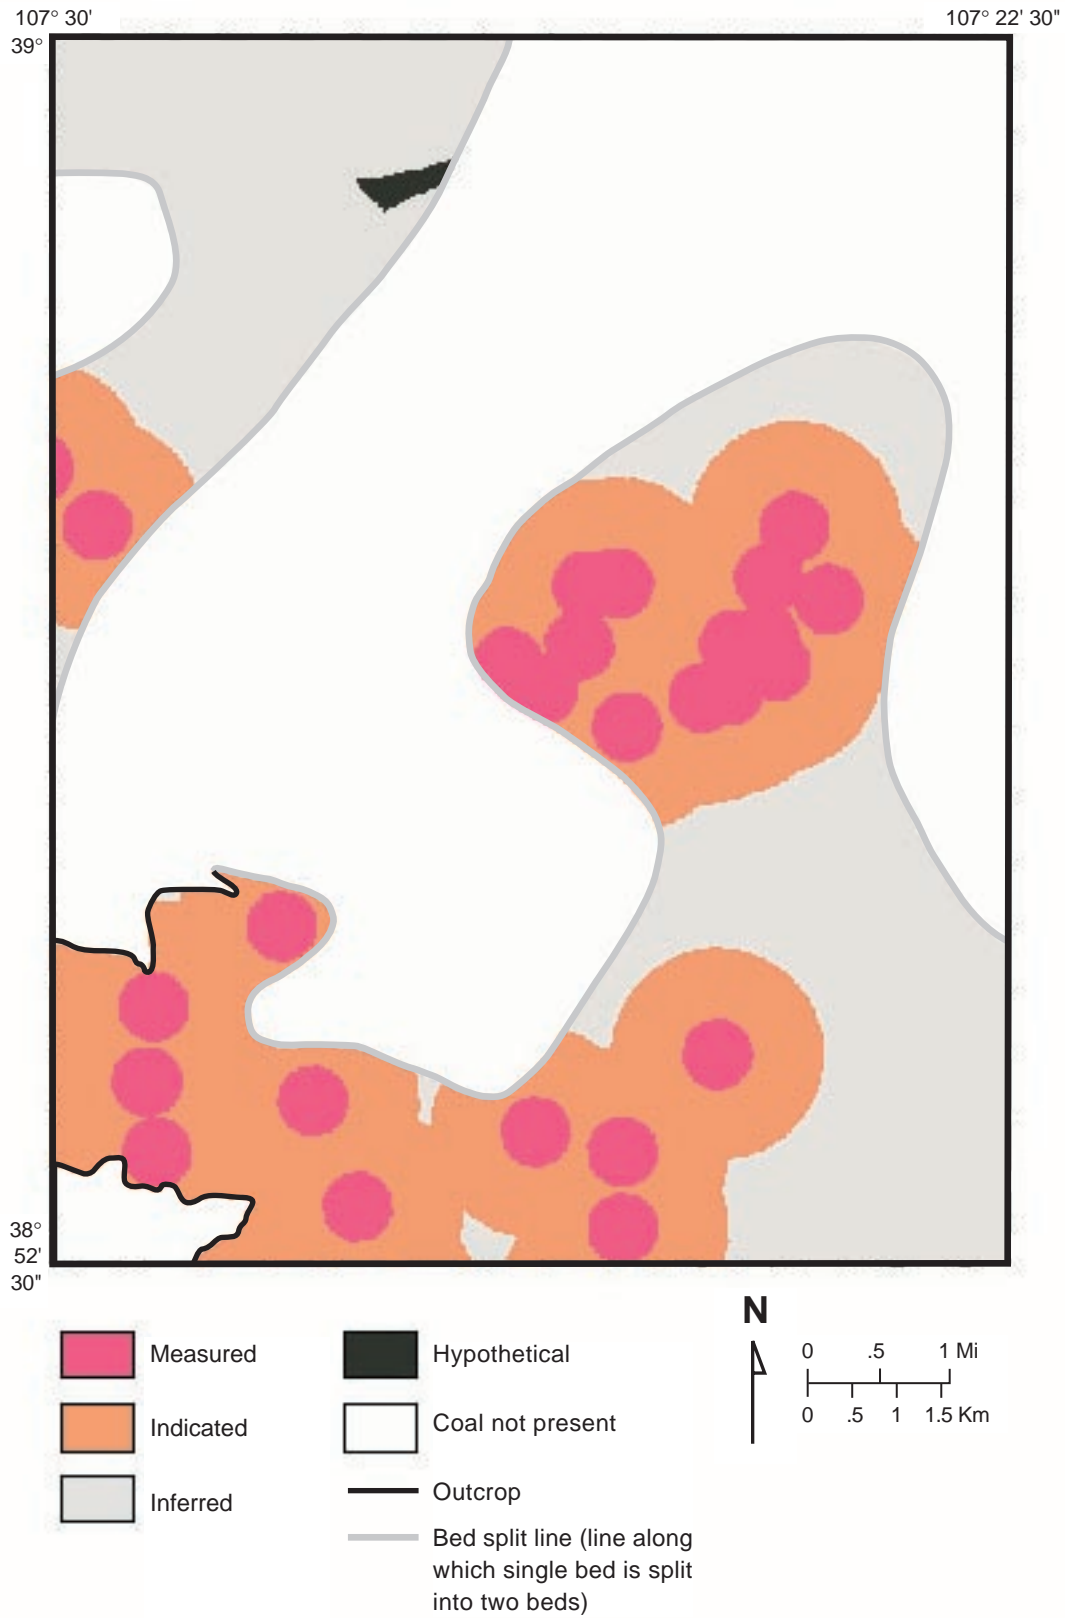 107° 30'
107° 22' 30"
39°
38°
52'
30"
N
Measured
Indicated
Inferred
Hypothetical
Coal not present
Outcrop
Bed split line (line along
which single bed is split
into two beds)
0 .5 1 Mi
0 .5 1 1.5 Km